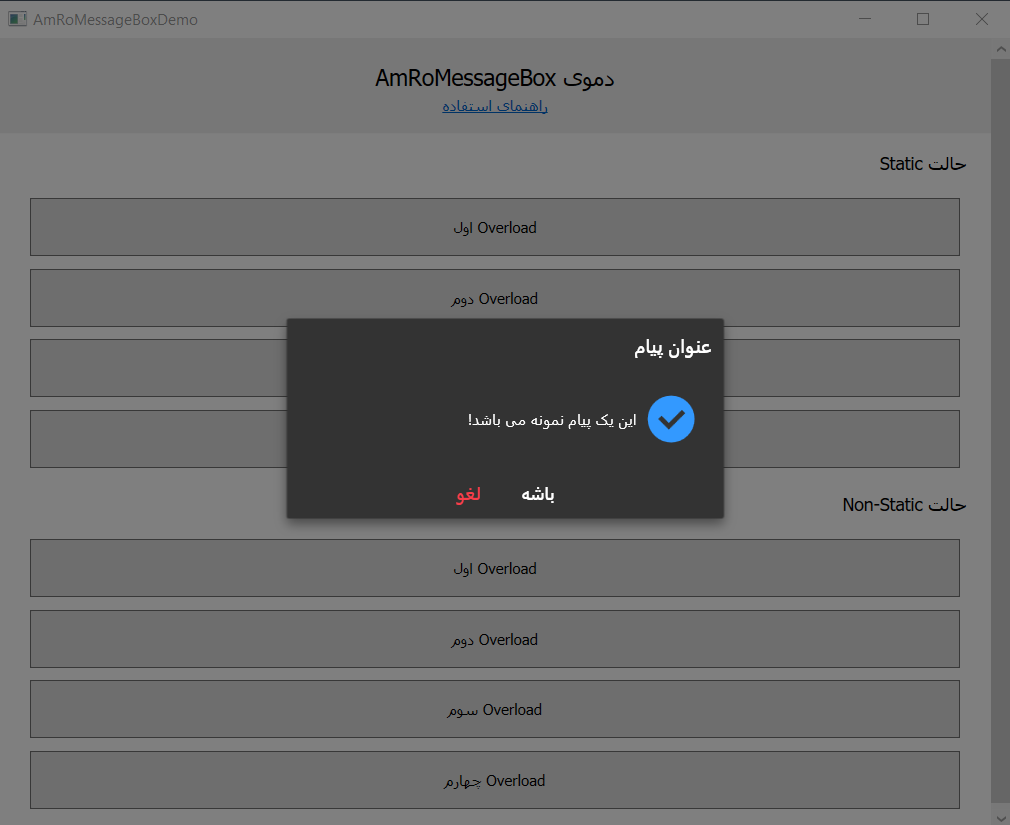 AmRoMessageBoxDemo
دموی AmRoMessageBox
راهنمای استفاده
حالت Static
Overload اول
Overload دوم
عنوان پیام
این یک پیام نمونه می باشد!
باشه
لغو
حالت Non-Static
Overload اول
Overload دوم
Overload سوم
Overload چهارم